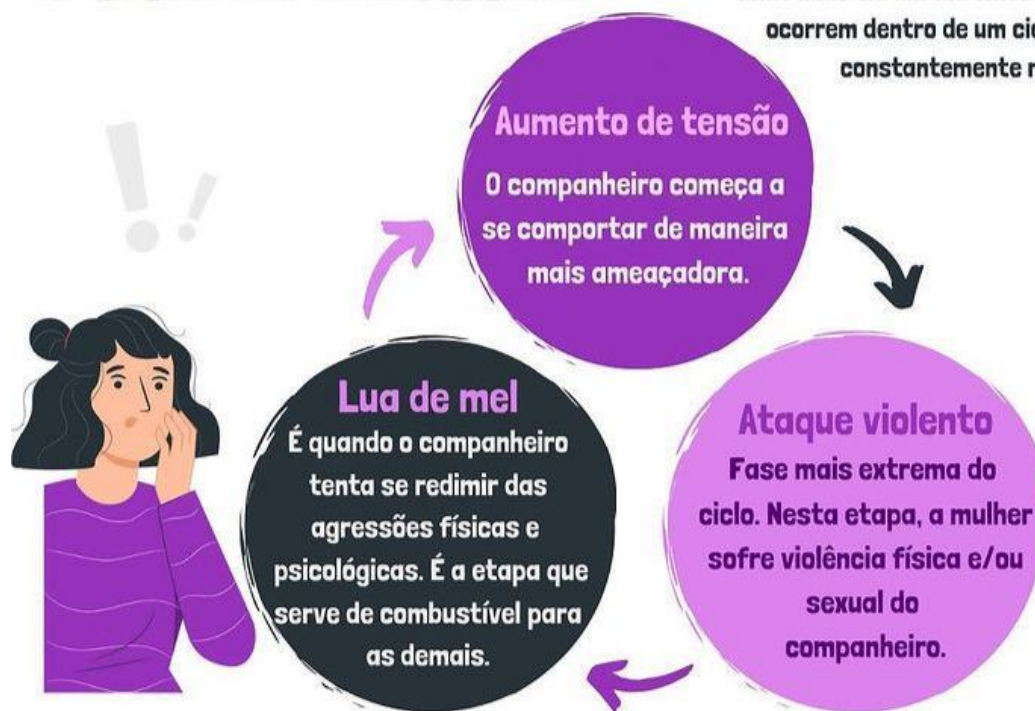 ocorrem dentro de um
constantemente
Aumento de tensão
O companheiro começa a
se comportar de maneira
mais ameaçadora.
Lua de mel
É quando o companheiro
tenta se redimir das
agressões físicas e
psicológicas. É a etapa que
serve de combustível para
as demais.
Ataque violento
Fase mais extrema do
ciclo. Nesta etapa, a mulher
sofre violência física e/ou
sexual do
companheiro.